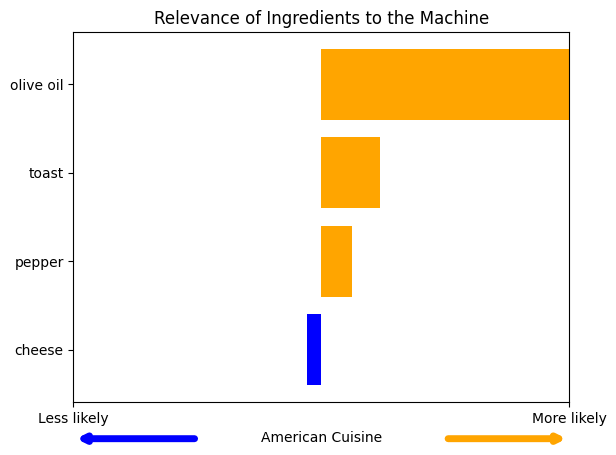 Relevance of Ingredients to the Machine
olive oil
toast
pepper
cheese
Less likely
More likely
American Cuisine